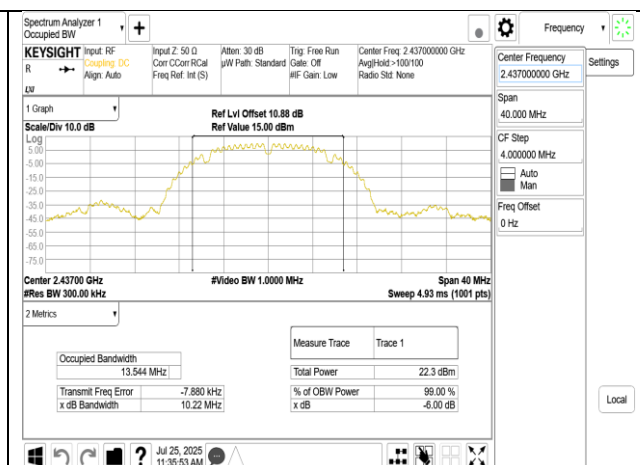 Spectrum Analyzer 1
Occupied BW
Frequency
KEYSIGHT
R
LXI
Input: RF
Coupling: DC
Align: Auto
Input Z: 50 Ω
Corr CCorr RCal
Freq Ref: Int (S)
Atten: 30 dB
µW Path: Standard
Trig: Free Run
Gate: Off
#IF Gain: Low
Center Freq: 2.437000000 GHz
Avg|Hold:>100/100
Radio Std: None
Center Frequency
2.437000000 GHz
Settings
Span
40.000 MHz
CF Step
4.000000 MHz
Auto
Man
Freq Offset
0 Hz
Local
1 Graph
Scale/Div 10.0 dB
Ref Lvl Offset 10.88 dB
Ref Value 15.00 dBm
Log
5.00
-5.00
-15.0
-25.0
-35.0
-45.0
-55.0
-65.0
-75.0
Center 2.43700 GHz
#Res BW 300.00 kHz
#Video BW 1.0000 MHz
Span 40 MHz
Sweep 4.93 ms (1001 pts)
2 Metrics
Occupied Bandwidth
13.544 MHz
Transmit Freq Error -7.880 kHz
x dB Bandwidth 10.22 MHz
Measure Trace Trace 1
Total Power 22.3 dBm
% of OBW Power 99.00 %
x dB -6.00 dB
?
Jul 25, 2025
11:35:53 AM